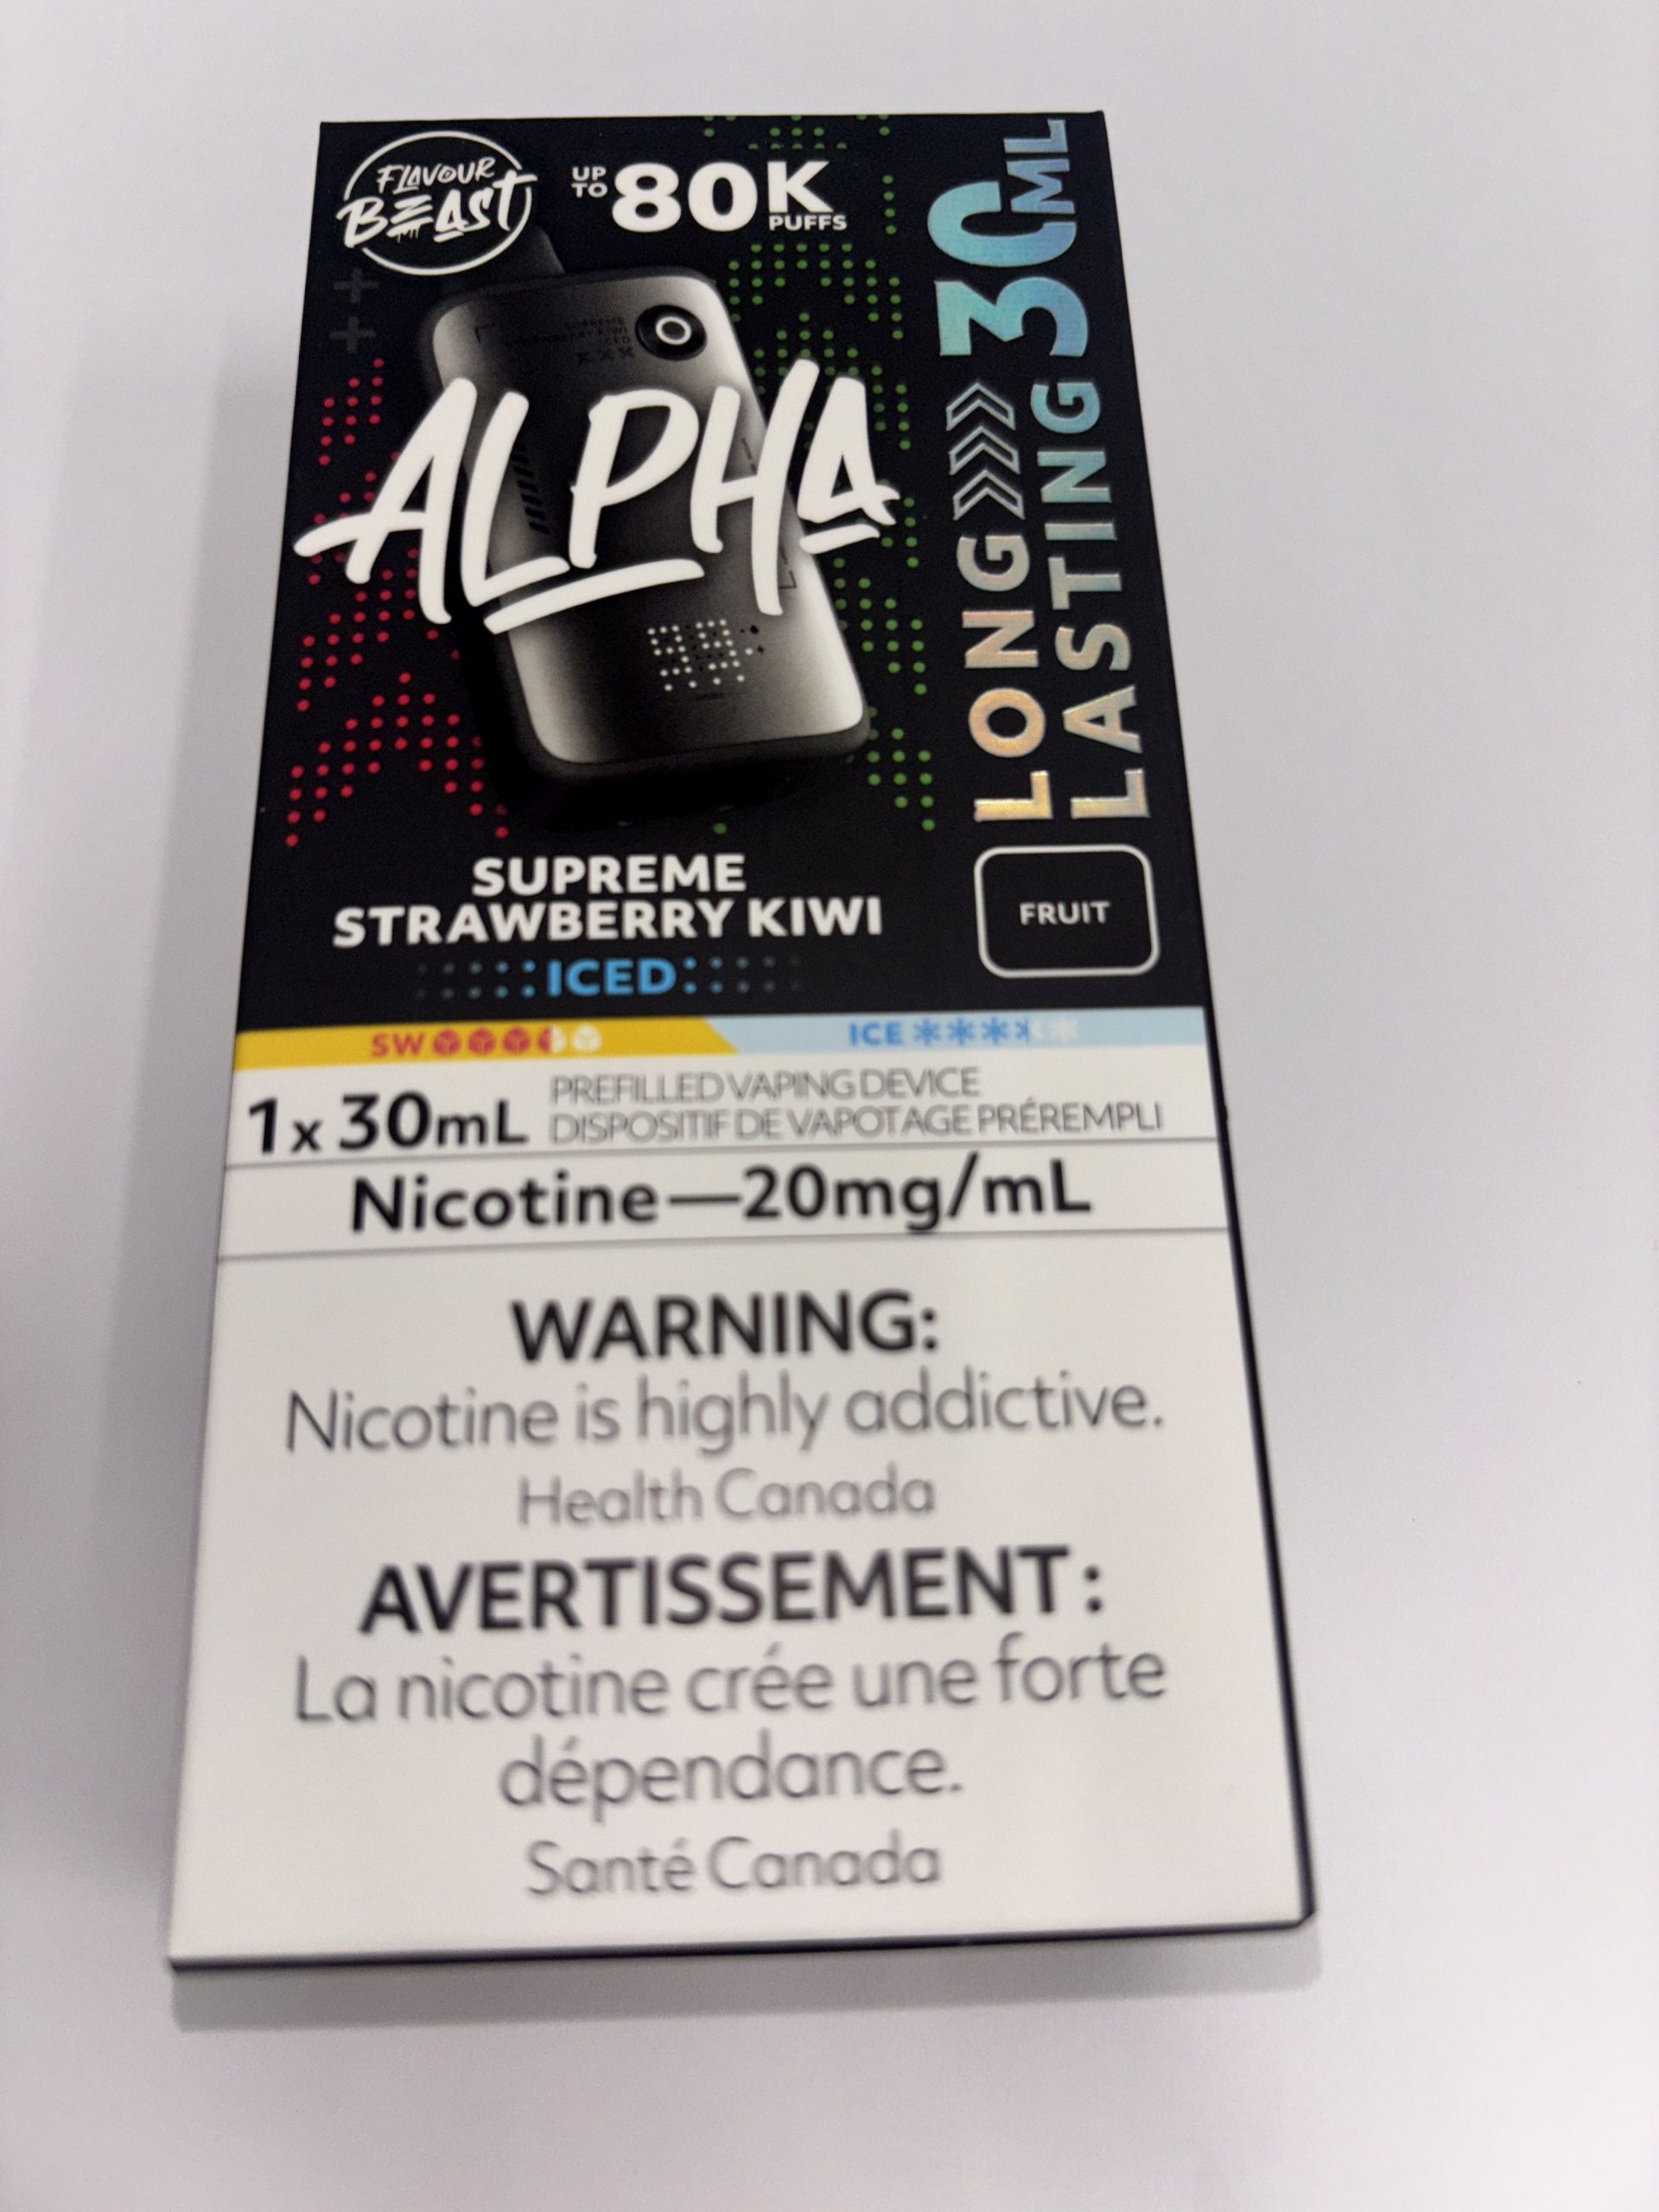 FLAVOUR
BEAST
UP
TO
80K
PUFFS
ALPHA
LONG
LASTING
30ML
SUPREME
STRAWBERRY KIWI
ICED
FRUIT
SW
ICE
1x30mL
PREFILLED VAPING DEVICE
DISPOSITIF DE VAPOTAGE PRÉREMPLI
Nicotine—20mg/mL
WARNING:
Nicotine is highly addictive.
Health Canada
AVERTISSEMENT :
La nicotine crée une forte
dépendance.
Santé Canada